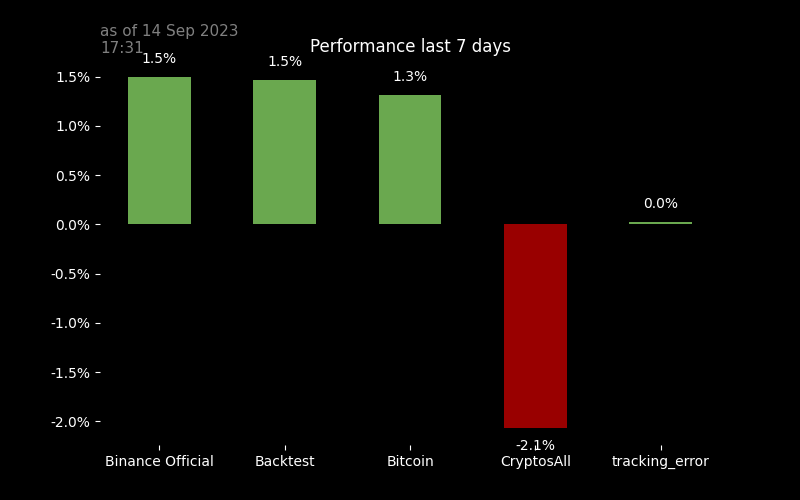 as of 14 Sep 2023
17:31
Performance last 7 days
1.5%
1.5%
1.3%
-2.1%
0.0%
1.5%
1.0%
0.5%
0.0%
-0.5%
-1.0%
-1.5%
-2.0%
Binance Official
Backtest
Bitcoin
CryptosAll
tracking_error